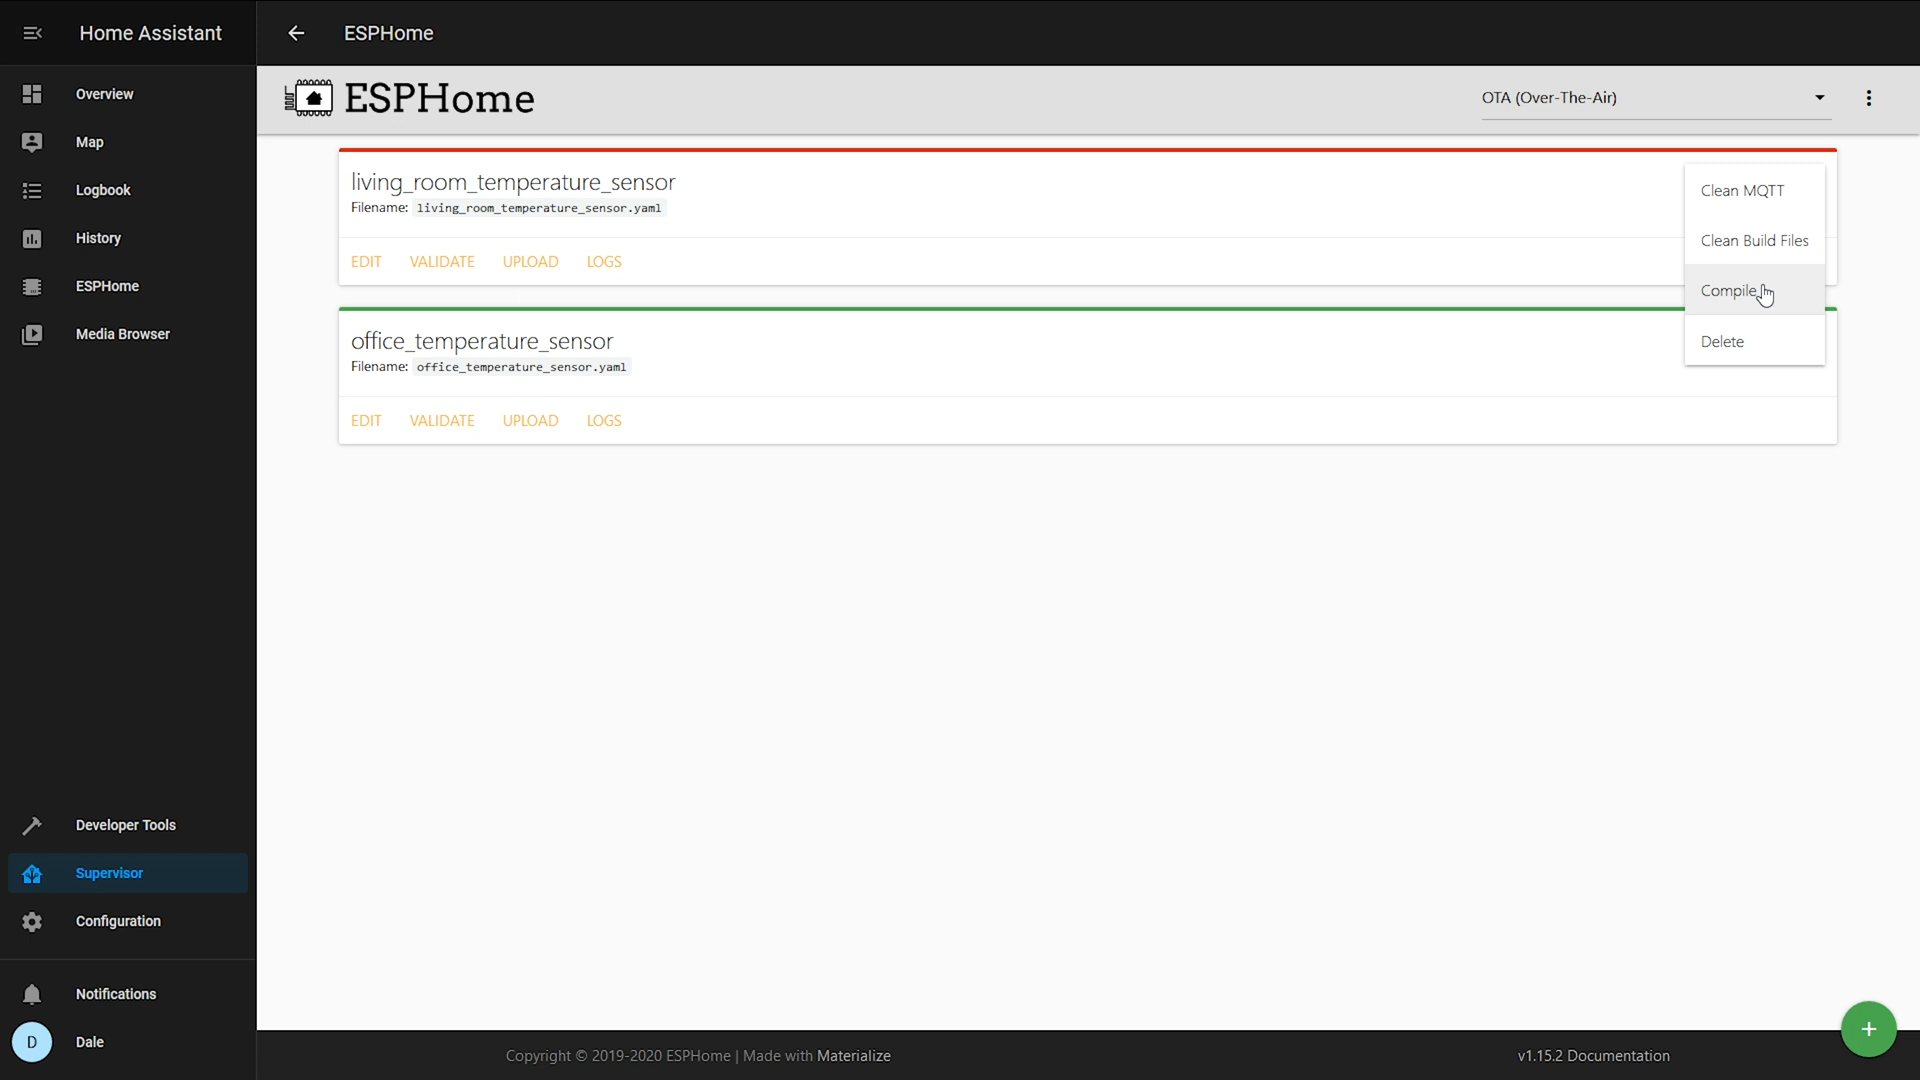 Home Assistant
ESPHome
Overview
Map
Logbook
History
ESPHome
Media Browser
Developer Tools
Supervisor
Configuration
Notifications
D
Dale
ESPHome
OTA (Over-The-Air)
living_room_temperature_sensor
Filename: living_room_temperature_sensor.yaml
EDIT VALIDATE UPLOAD LOGS
Clean MQTT
Clean Build Files
Compile
Delete
office_temperature_sensor
Filename: office_temperature_sensor.yaml
EDIT VALIDATE UPLOAD LOGS
Copyright © 2019-2020 ESPHome | Made with Materialize
v1.15.2 Documentation